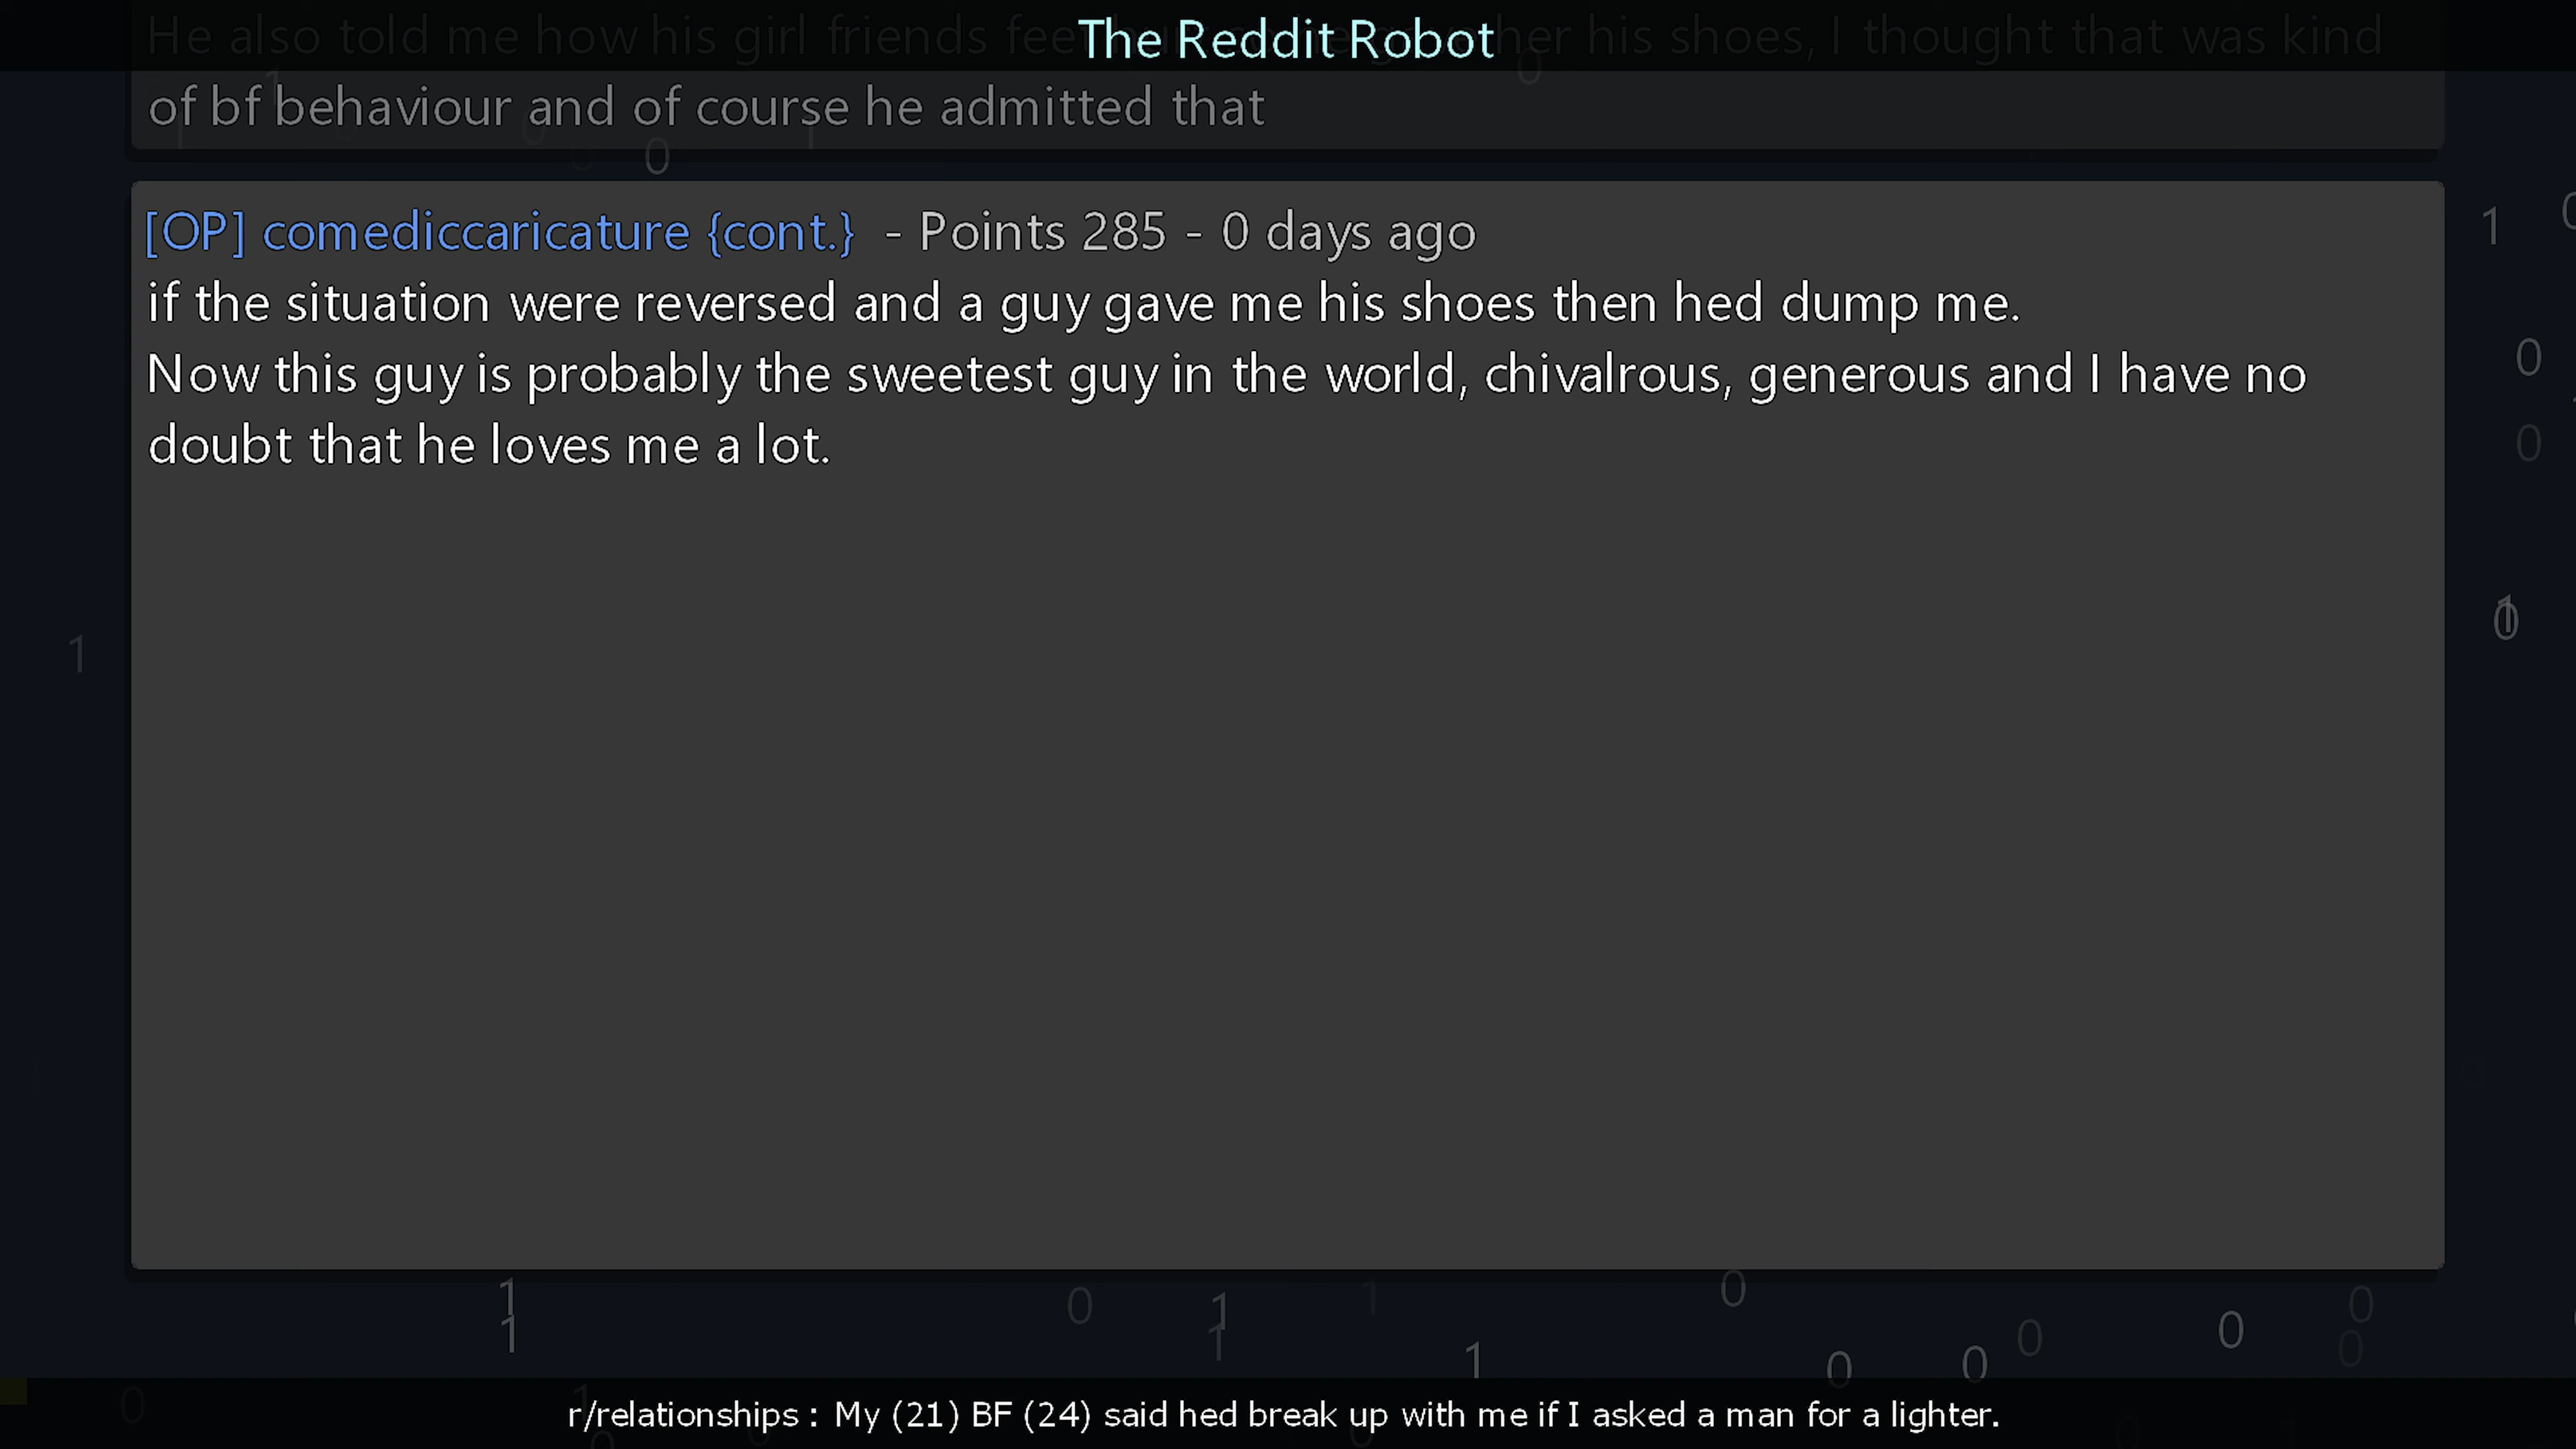 The Reddit Robot
He also told me how his girl friends feet her his shoes, I thought that was kind
of bf behaviour and of course he admitted that
[OP] comediccaricature {cont.} - Points 285 - 0 days ago
if the situation were reversed and a guy gave me his shoes then hed dump me.
Now this guy is probably the sweetest guy in the world, chivalrous, generous and I have no
doubt that he loves me a lot.
r/relationships : My (21) BF (24) said hed break up with me if I asked a man for a lighter.